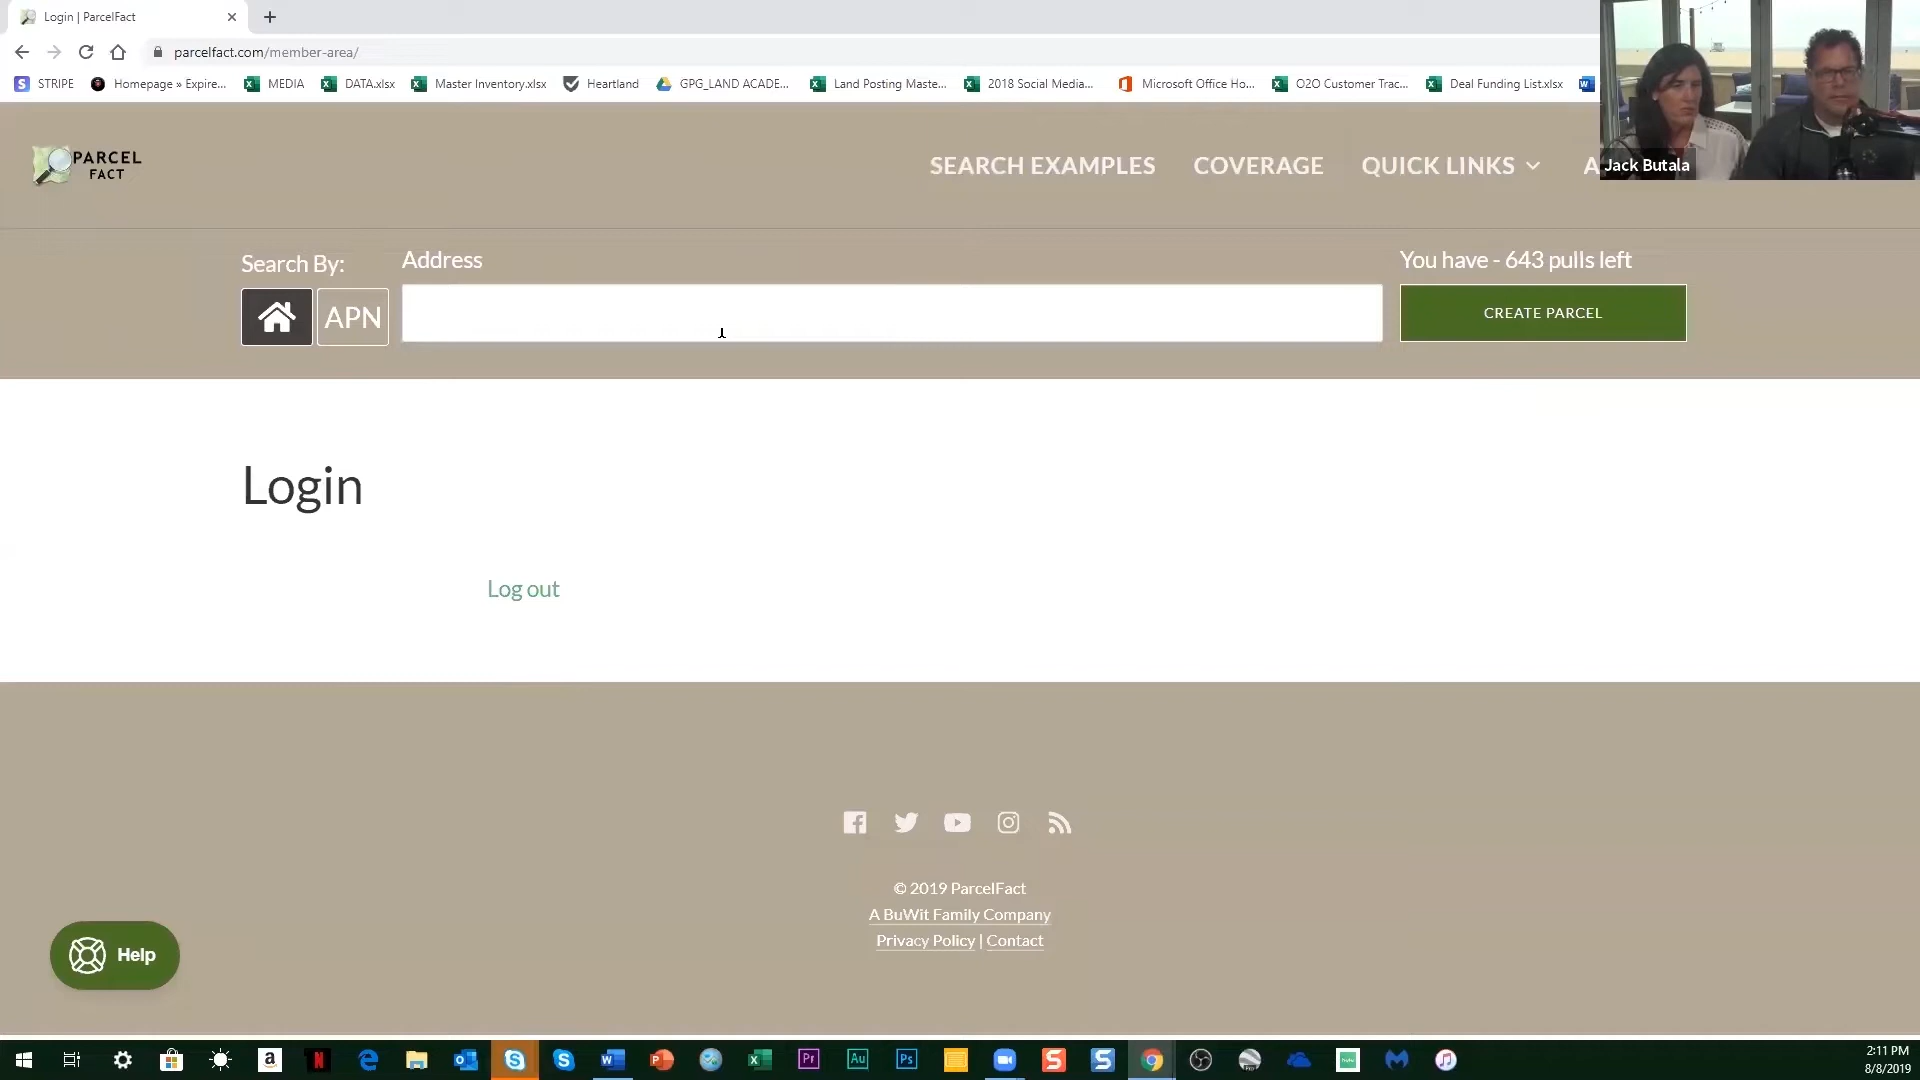 Login | ParcelFact
parcelfact.com/member-area/
STRIPE
Homepage » Expire...
MEDIA
DATA.xlsx
Master Inventory.xlsx
Heartland
GPG_LAND ACADE...
Land Posting Maste...
2018 Social Media...
Microsoft Office Ho...
O2O Customer Trac...
Deal Funding List.xlsx
Jack Butala
PARCEL
FACT
SEARCH EXAMPLES
COVERAGE
QUICK LINKS
A
Search By:
APN
Address
You have - 643 pulls left
CREATE PARCEL
Login
Log out
© 2019 ParcelFact
A BuWit Family Company
Privacy Policy | Contact
Help
2:11 PM
8/8/2019